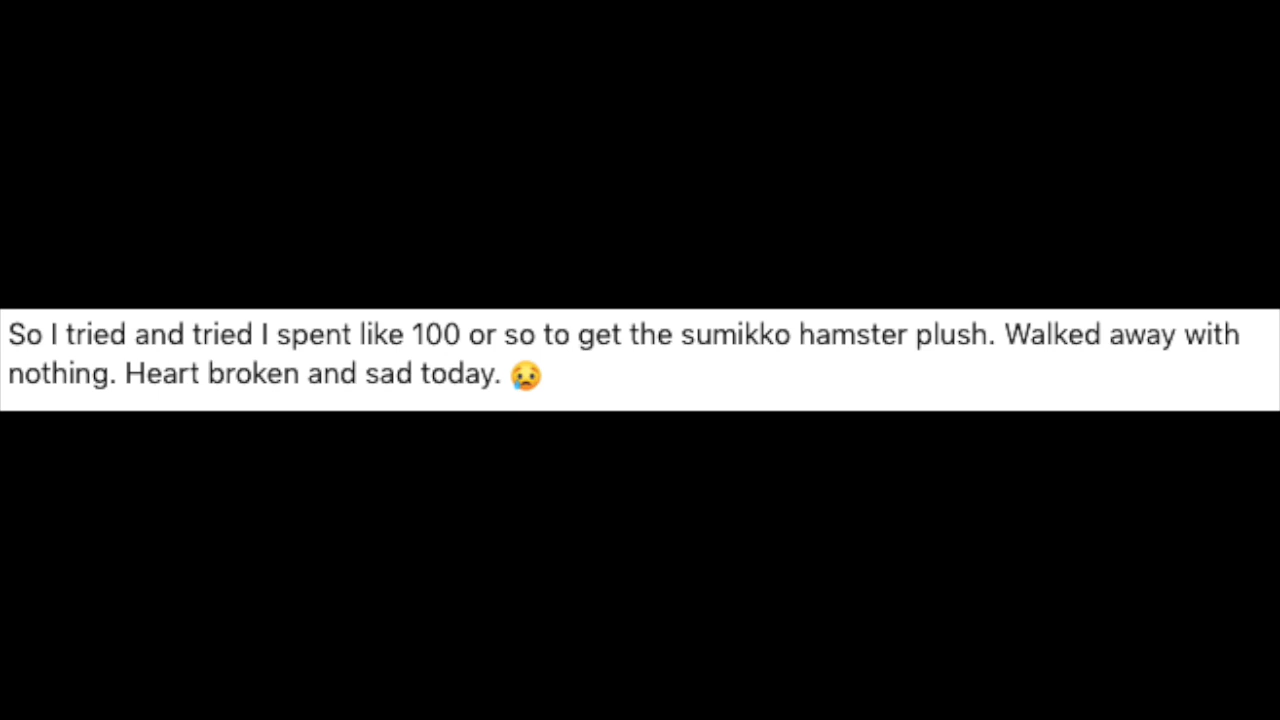 So I tried and tried I spent like 100 or so to get the sumikko hamster plush. Walked away with
nothing. Heart broken and sad today. 😢